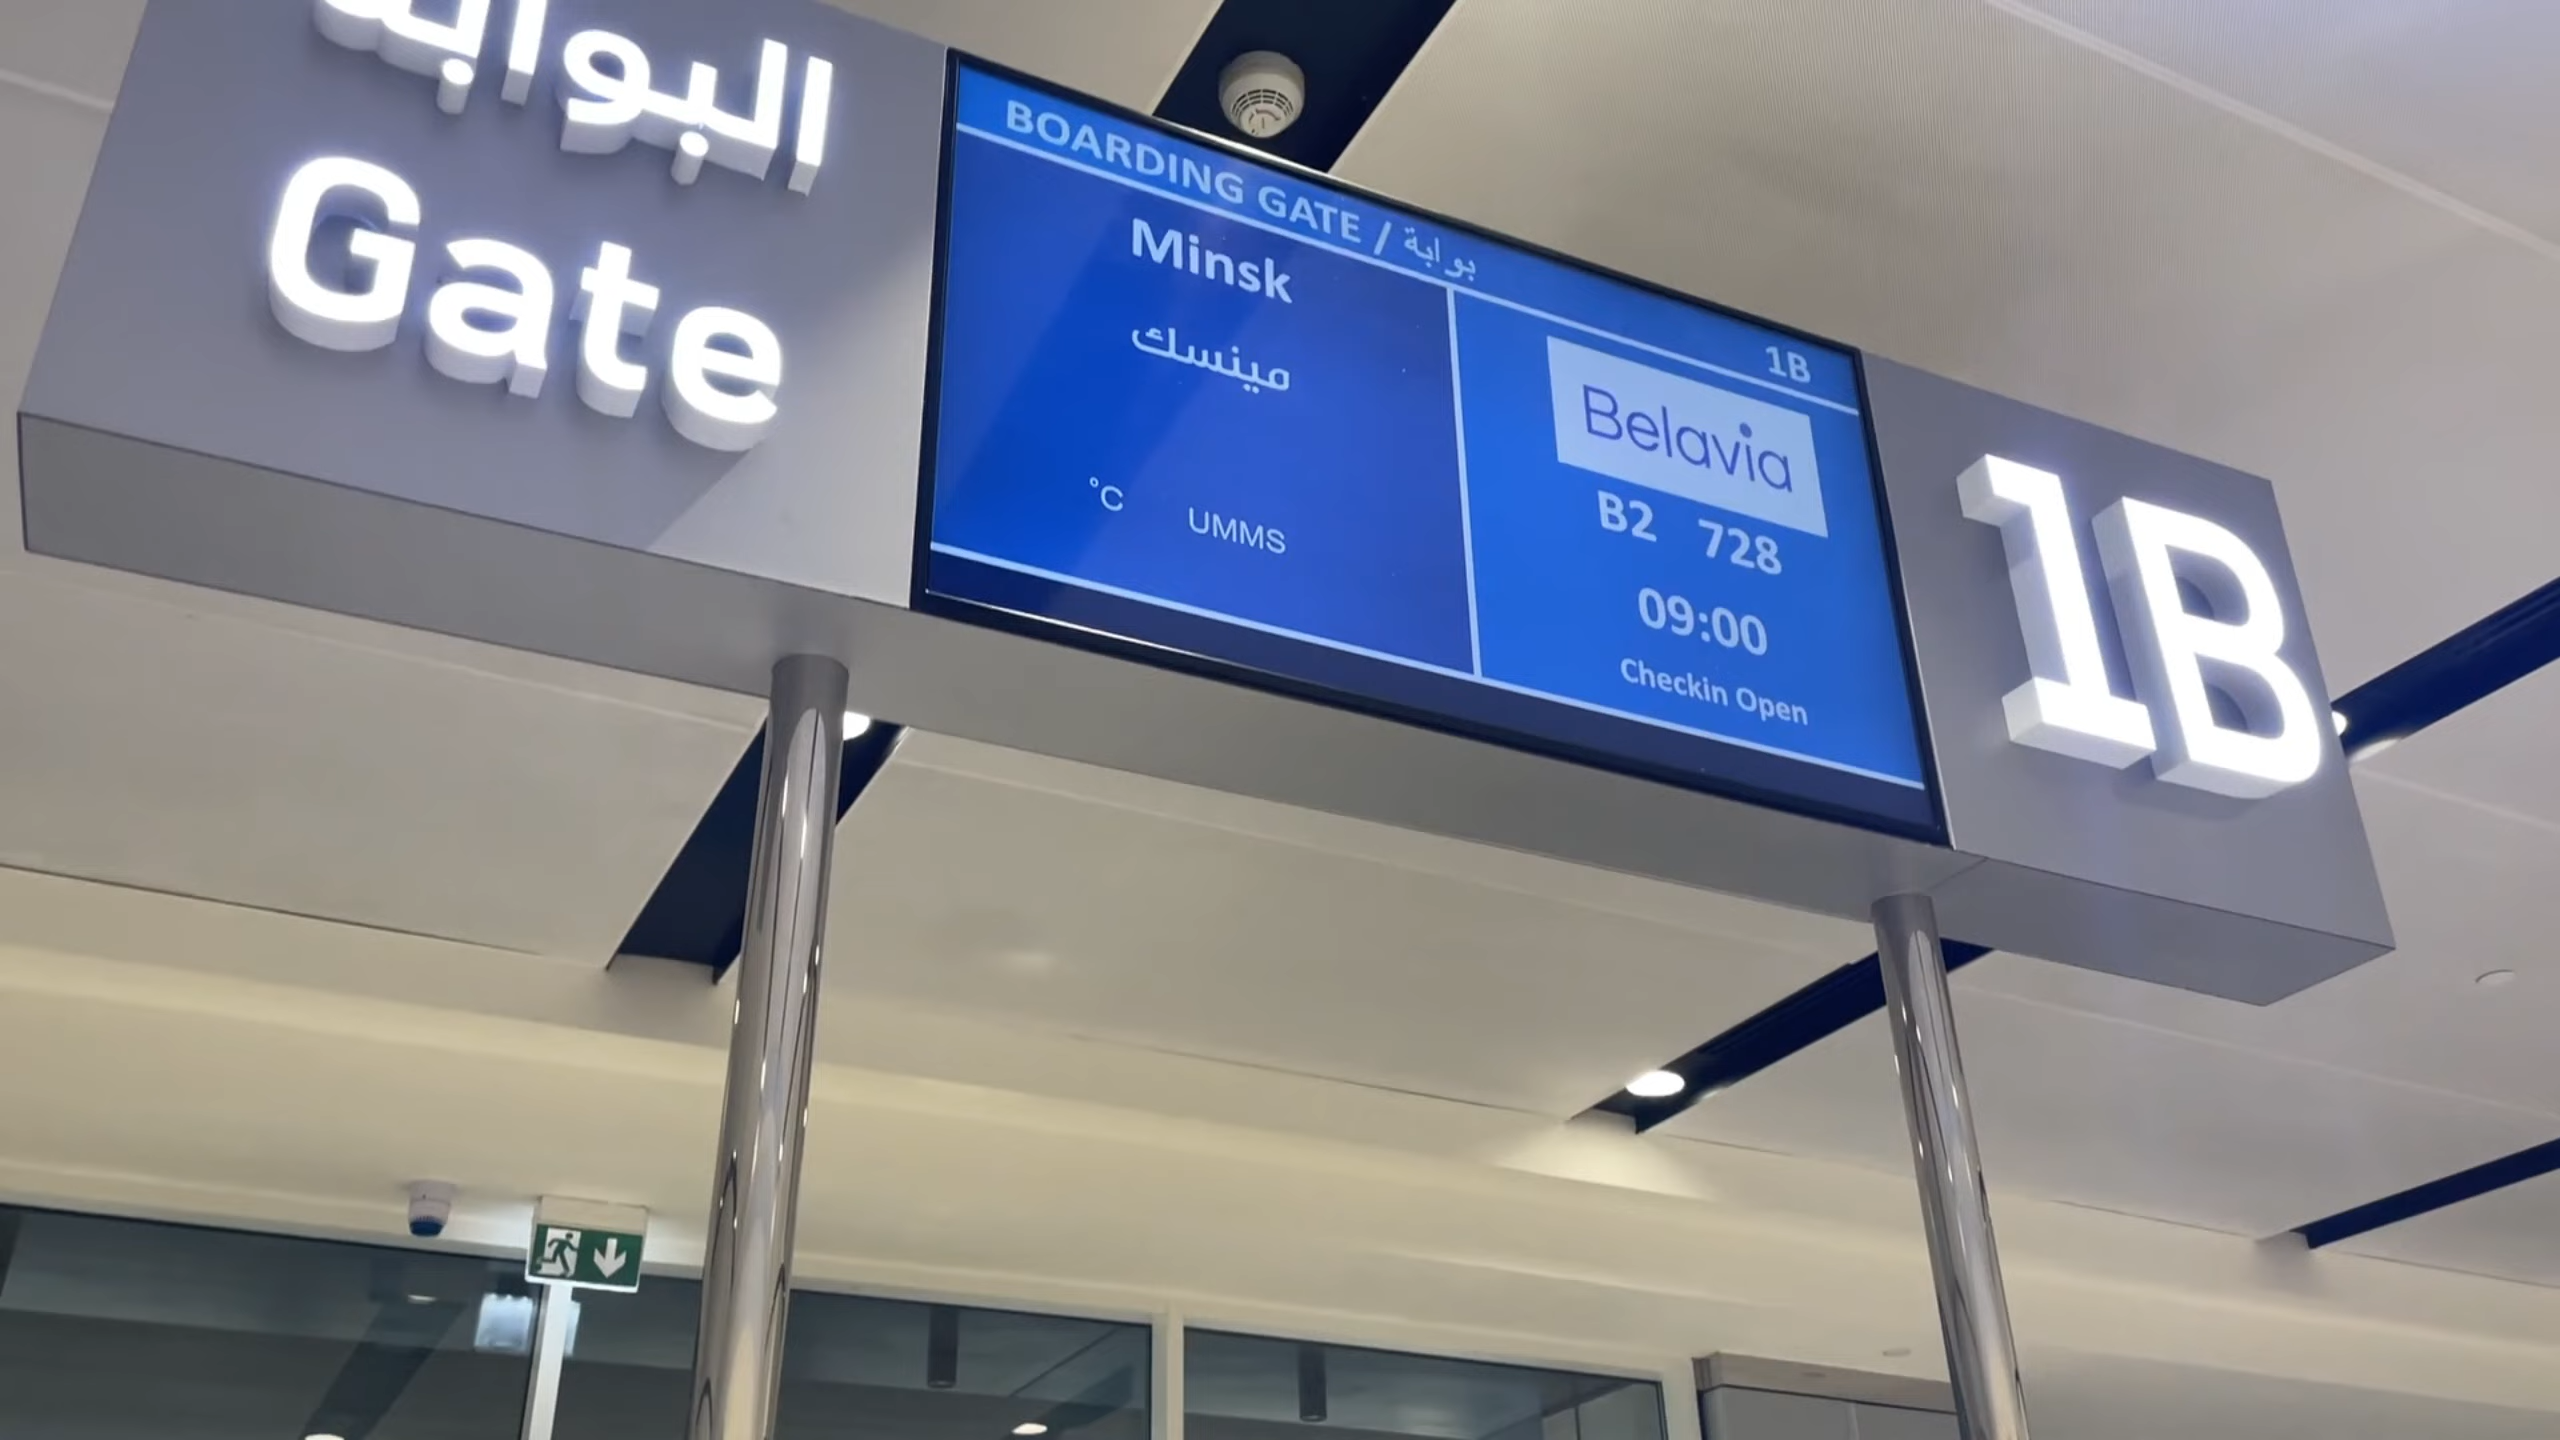 البوابة
Gate
BOARDING GATE / بوابة
1B
Minsk
مينسك
°C UMMS
Belavia
B2 728
09:00
Checkin Open
1B